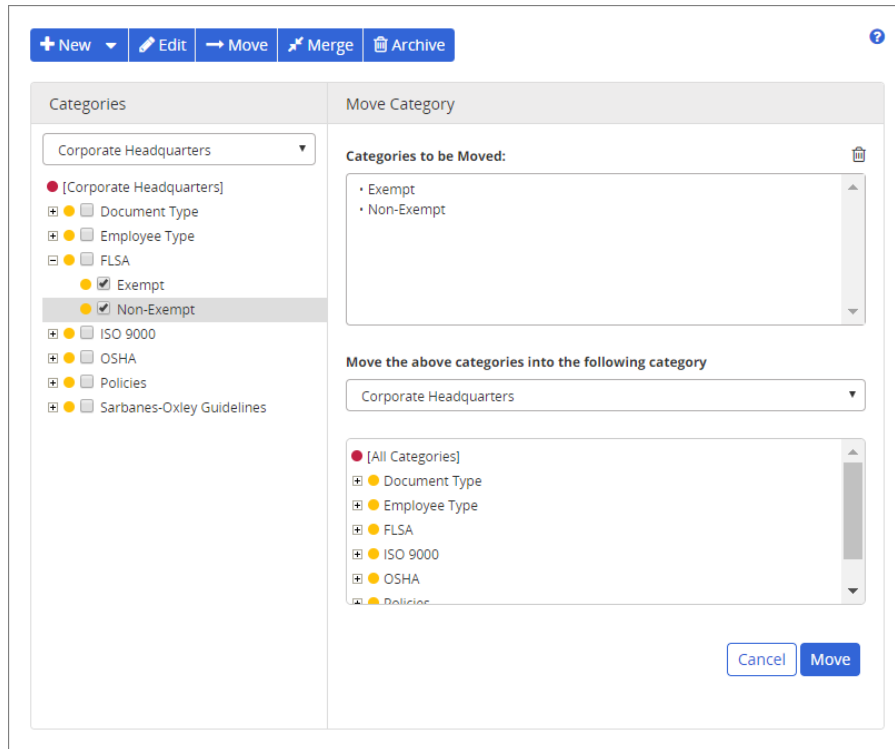 New Edit Move Merge Archive ?
Categories
Corporate Headquarters
[Corporate Headquarters]
Document Type
Employee Type
FLSA
Exempt
Non-Exempt
ISO 9000
OSHA
Policies
Sarbanes-Oxley Guidelines
Move Category
Categories to be Moved:
• Exempt
• Non-Exempt
Move the above categories into the following category
Corporate Headquarters
[All Categories]
Document Type
Employee Type
FLSA
ISO 9000
OSHA
Policies
Cancel Move